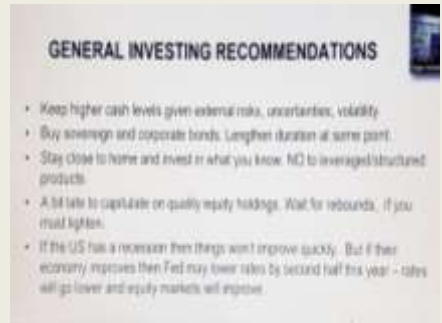 GENERAL INVESTING RECOMMENDATIONS
• Keep higher cash levels given external risks, uncertainties, volatility
• Buy sovereign and corporate bonds. Lengthen duration at some point.
• Stay close to home and invest in what you know. NO to leveraged/structured
products.
• A bit late to capitulate on quality equity holdings. Wait for rebounds, if you
must lighten.
• If the US has a recession then things won't improve quickly. But if their
economy improves then Fed may lower rates by second half this year – rates
will go lower and equity markets will improve.